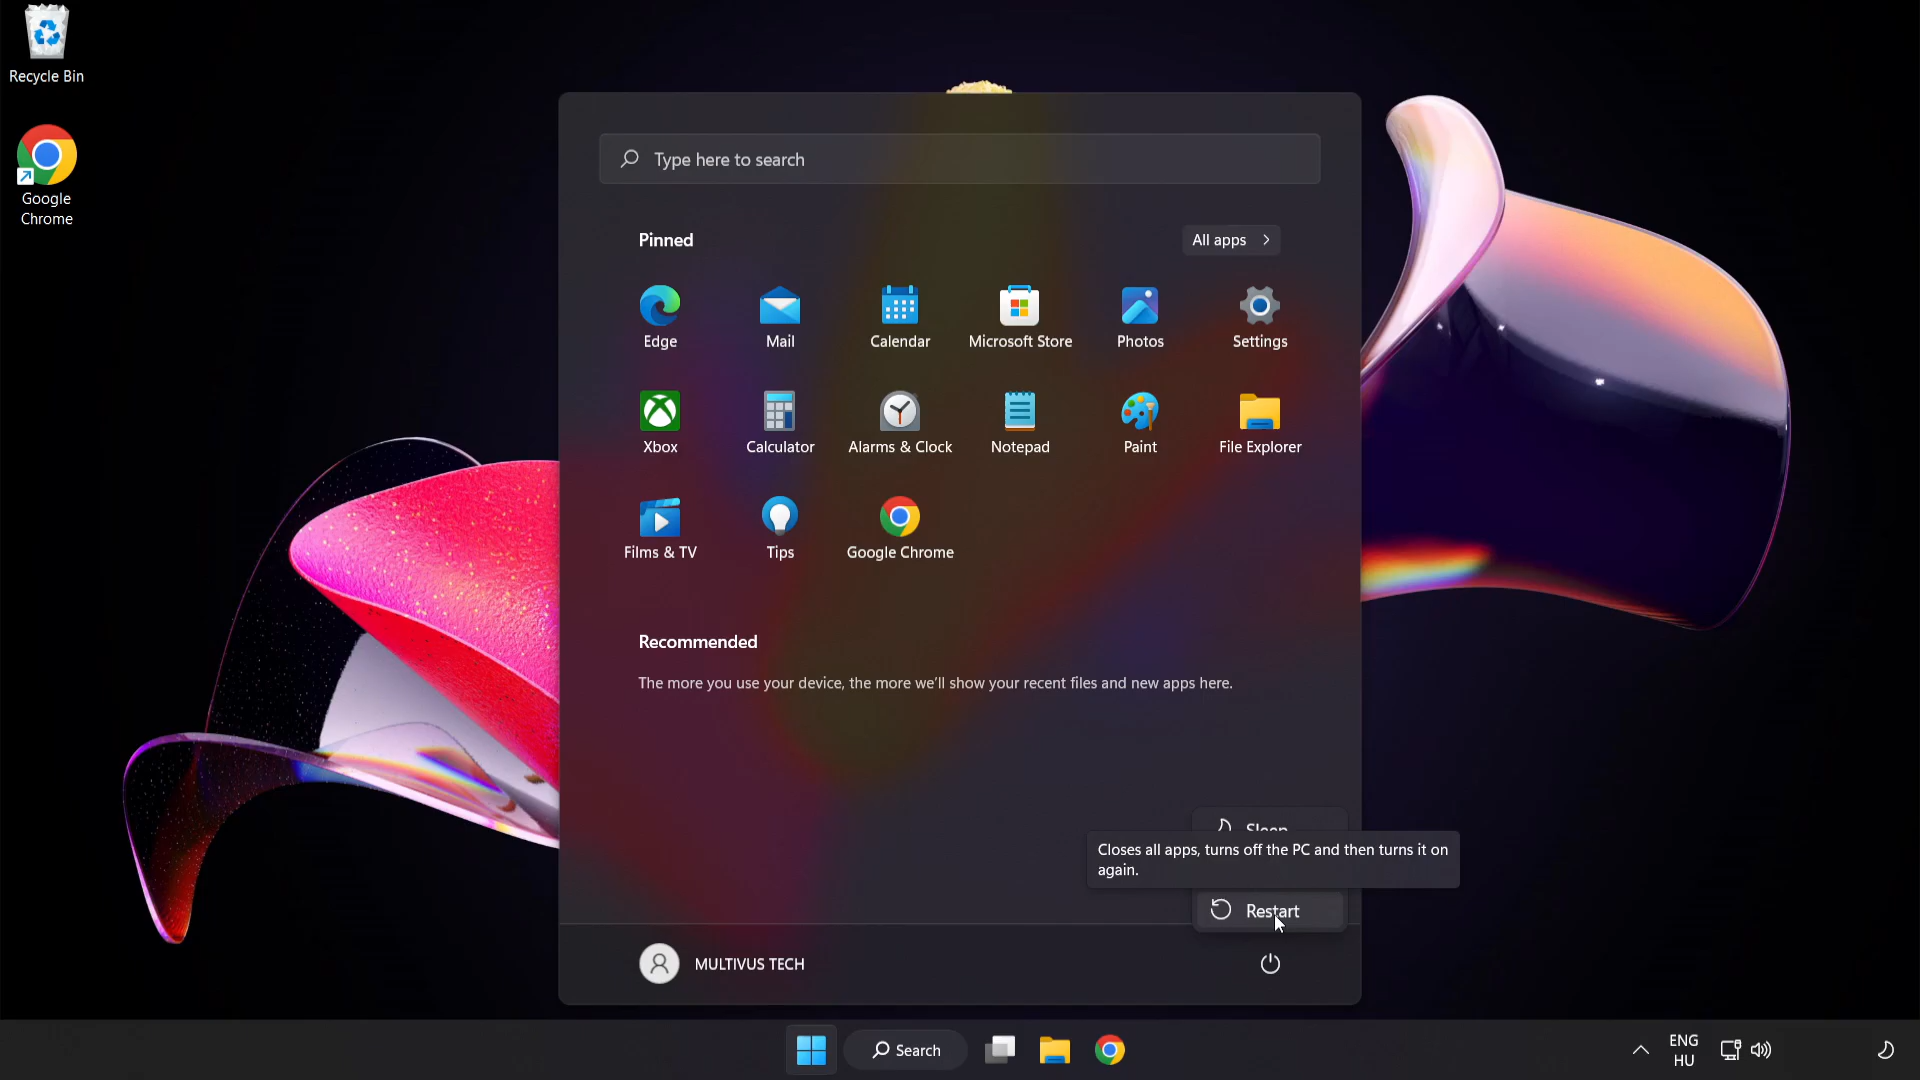 Recycle Bin
Google
Chrome
Type here to search
Pinned
All apps
Edge
Mail
Calendar
Microsoft Store
Photos
Settings
Xbox
Calculator
Alarms & Clock
Notepad
Paint
File Explorer
Films & TV
Tips
Google Chrome
Recommended
The more you use your device, the more we'll show your recent files and new apps here.
Sleep
Closes all apps, turns off the PC and then turns it on
again.
Restart
MULTIVUS TECH
Search
ENG
HU